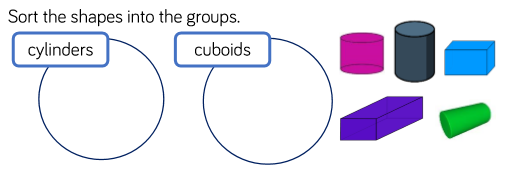 Sort the shapes into the groups.
cylinders
cuboids